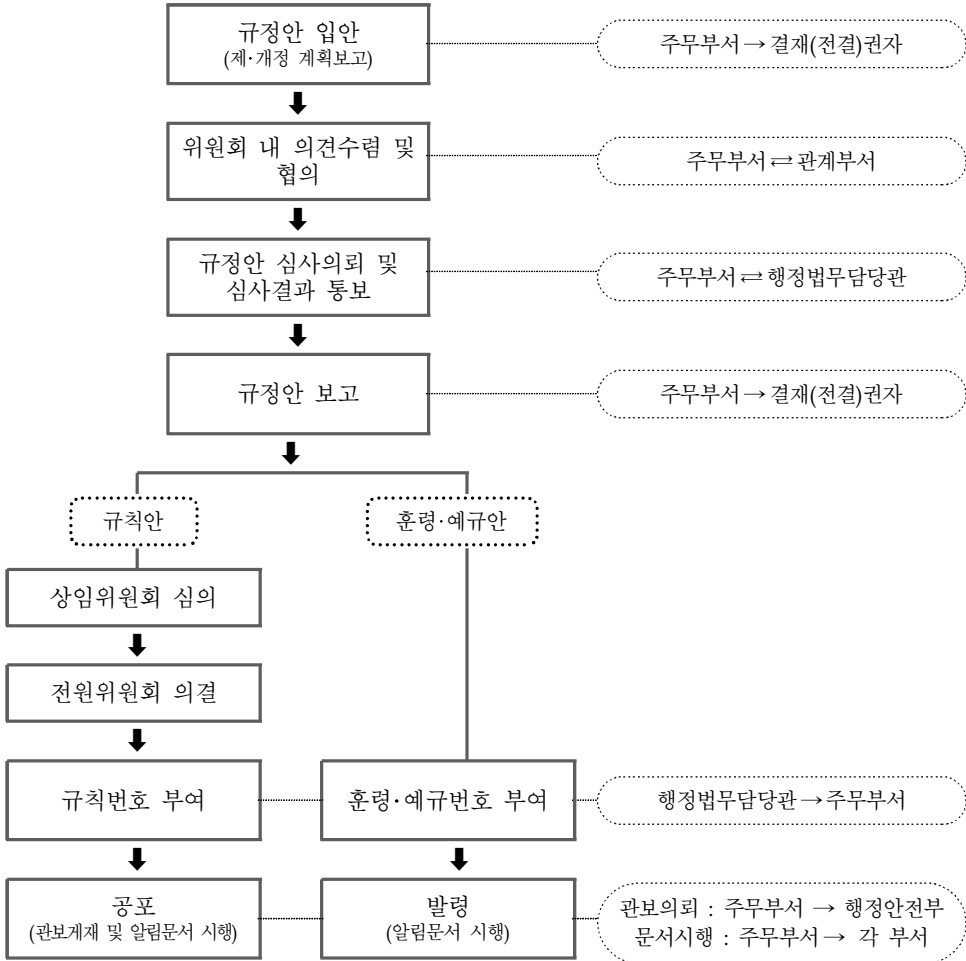 규정안 입안
(제·개정 계획보고)
주무부서 → 결재(전결)권자
위원회 내 의견수렴 및
협의
주무부서 ⇄ 관계부서
규정안 심사의뢰 및
심사결과 통보
주무부서 ⇄ 행정법무담당관
규정안 보고
주무부서 → 결재(전결)권자
규칙안
훈령·예규안
상임위원회 심의
전원위원회 의결
규칙번호 부여
훈령·예규번호 부여
행정법무담당관 → 주무부서
공포
(관보게재 및 알림문서 시행)
발령
(알림문서 시행)
관보의뢰 : 주무부서 → 행정안전부
문서시행 : 주무부서 → 각 부서